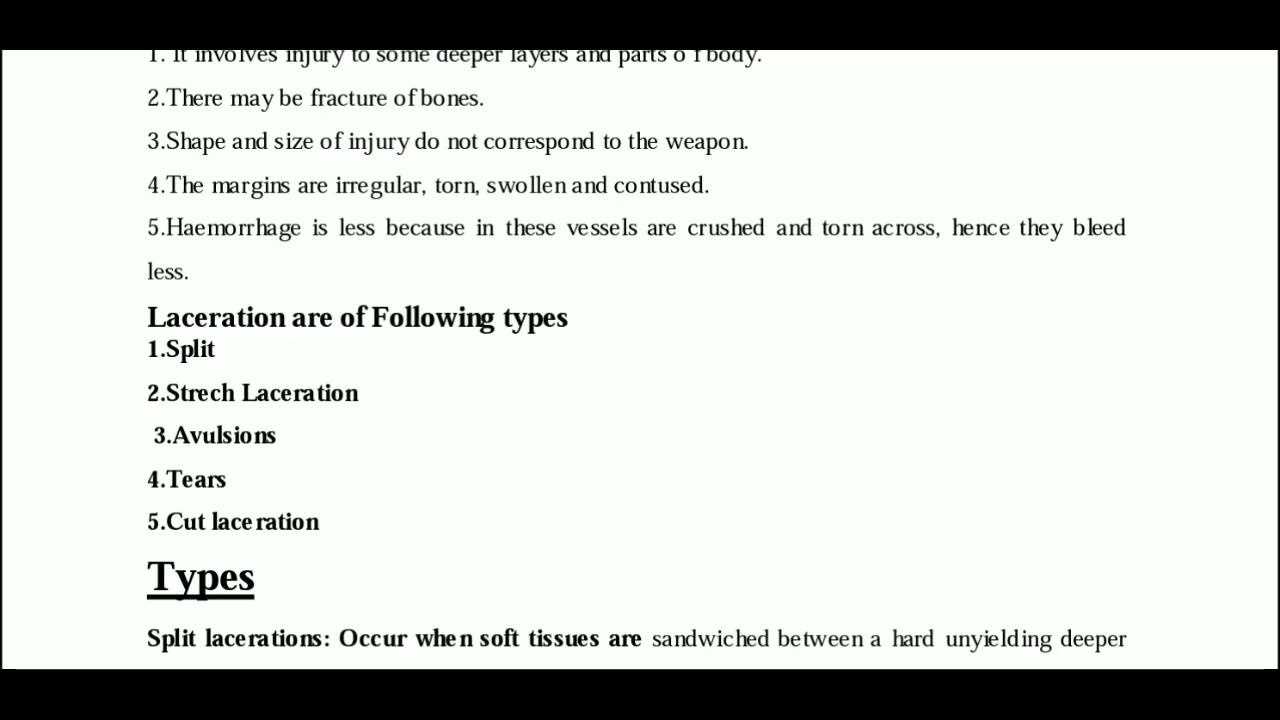 1. It involves injury to some deeper layers and parts of body.
2.There may be fracture of bones.
3.Shape and size of injury do not correspond to the weapon.
4.The margins are irregular, torn, swollen and contused.
5.Haemorrhage is less because in these vessels are crushed and torn across, hence they bleed
less.
Laceration are of Following types
1.Split
2.Strech Laceration
3.Avulsions
4.Tears
5.Cut laceration
Types
Split lacerations: Occur when soft tissues are sandwiched between a hard unyielding deeper